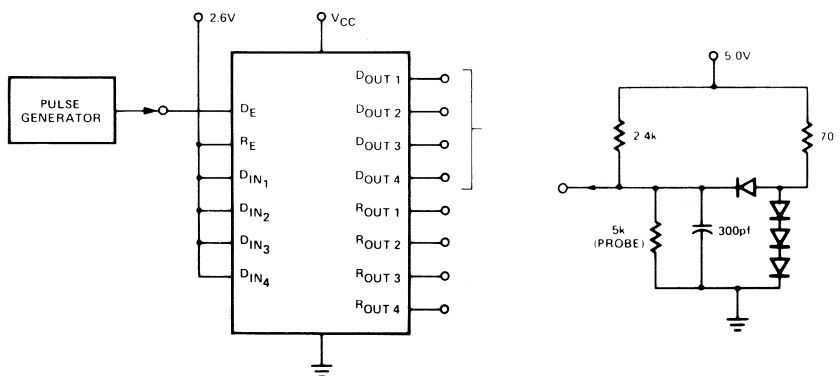 2.6V
VCC
PULSE
GENERATOR
DE
RE
DIN1
DIN2
DIN3
DIN4
DOUT 1
DOUT 2
DOUT 3
DOUT 4
ROUT 1
ROUT 2
ROUT 3
ROUT 4
5.0V
2.4k
70
5k
(PROBE)
300pf